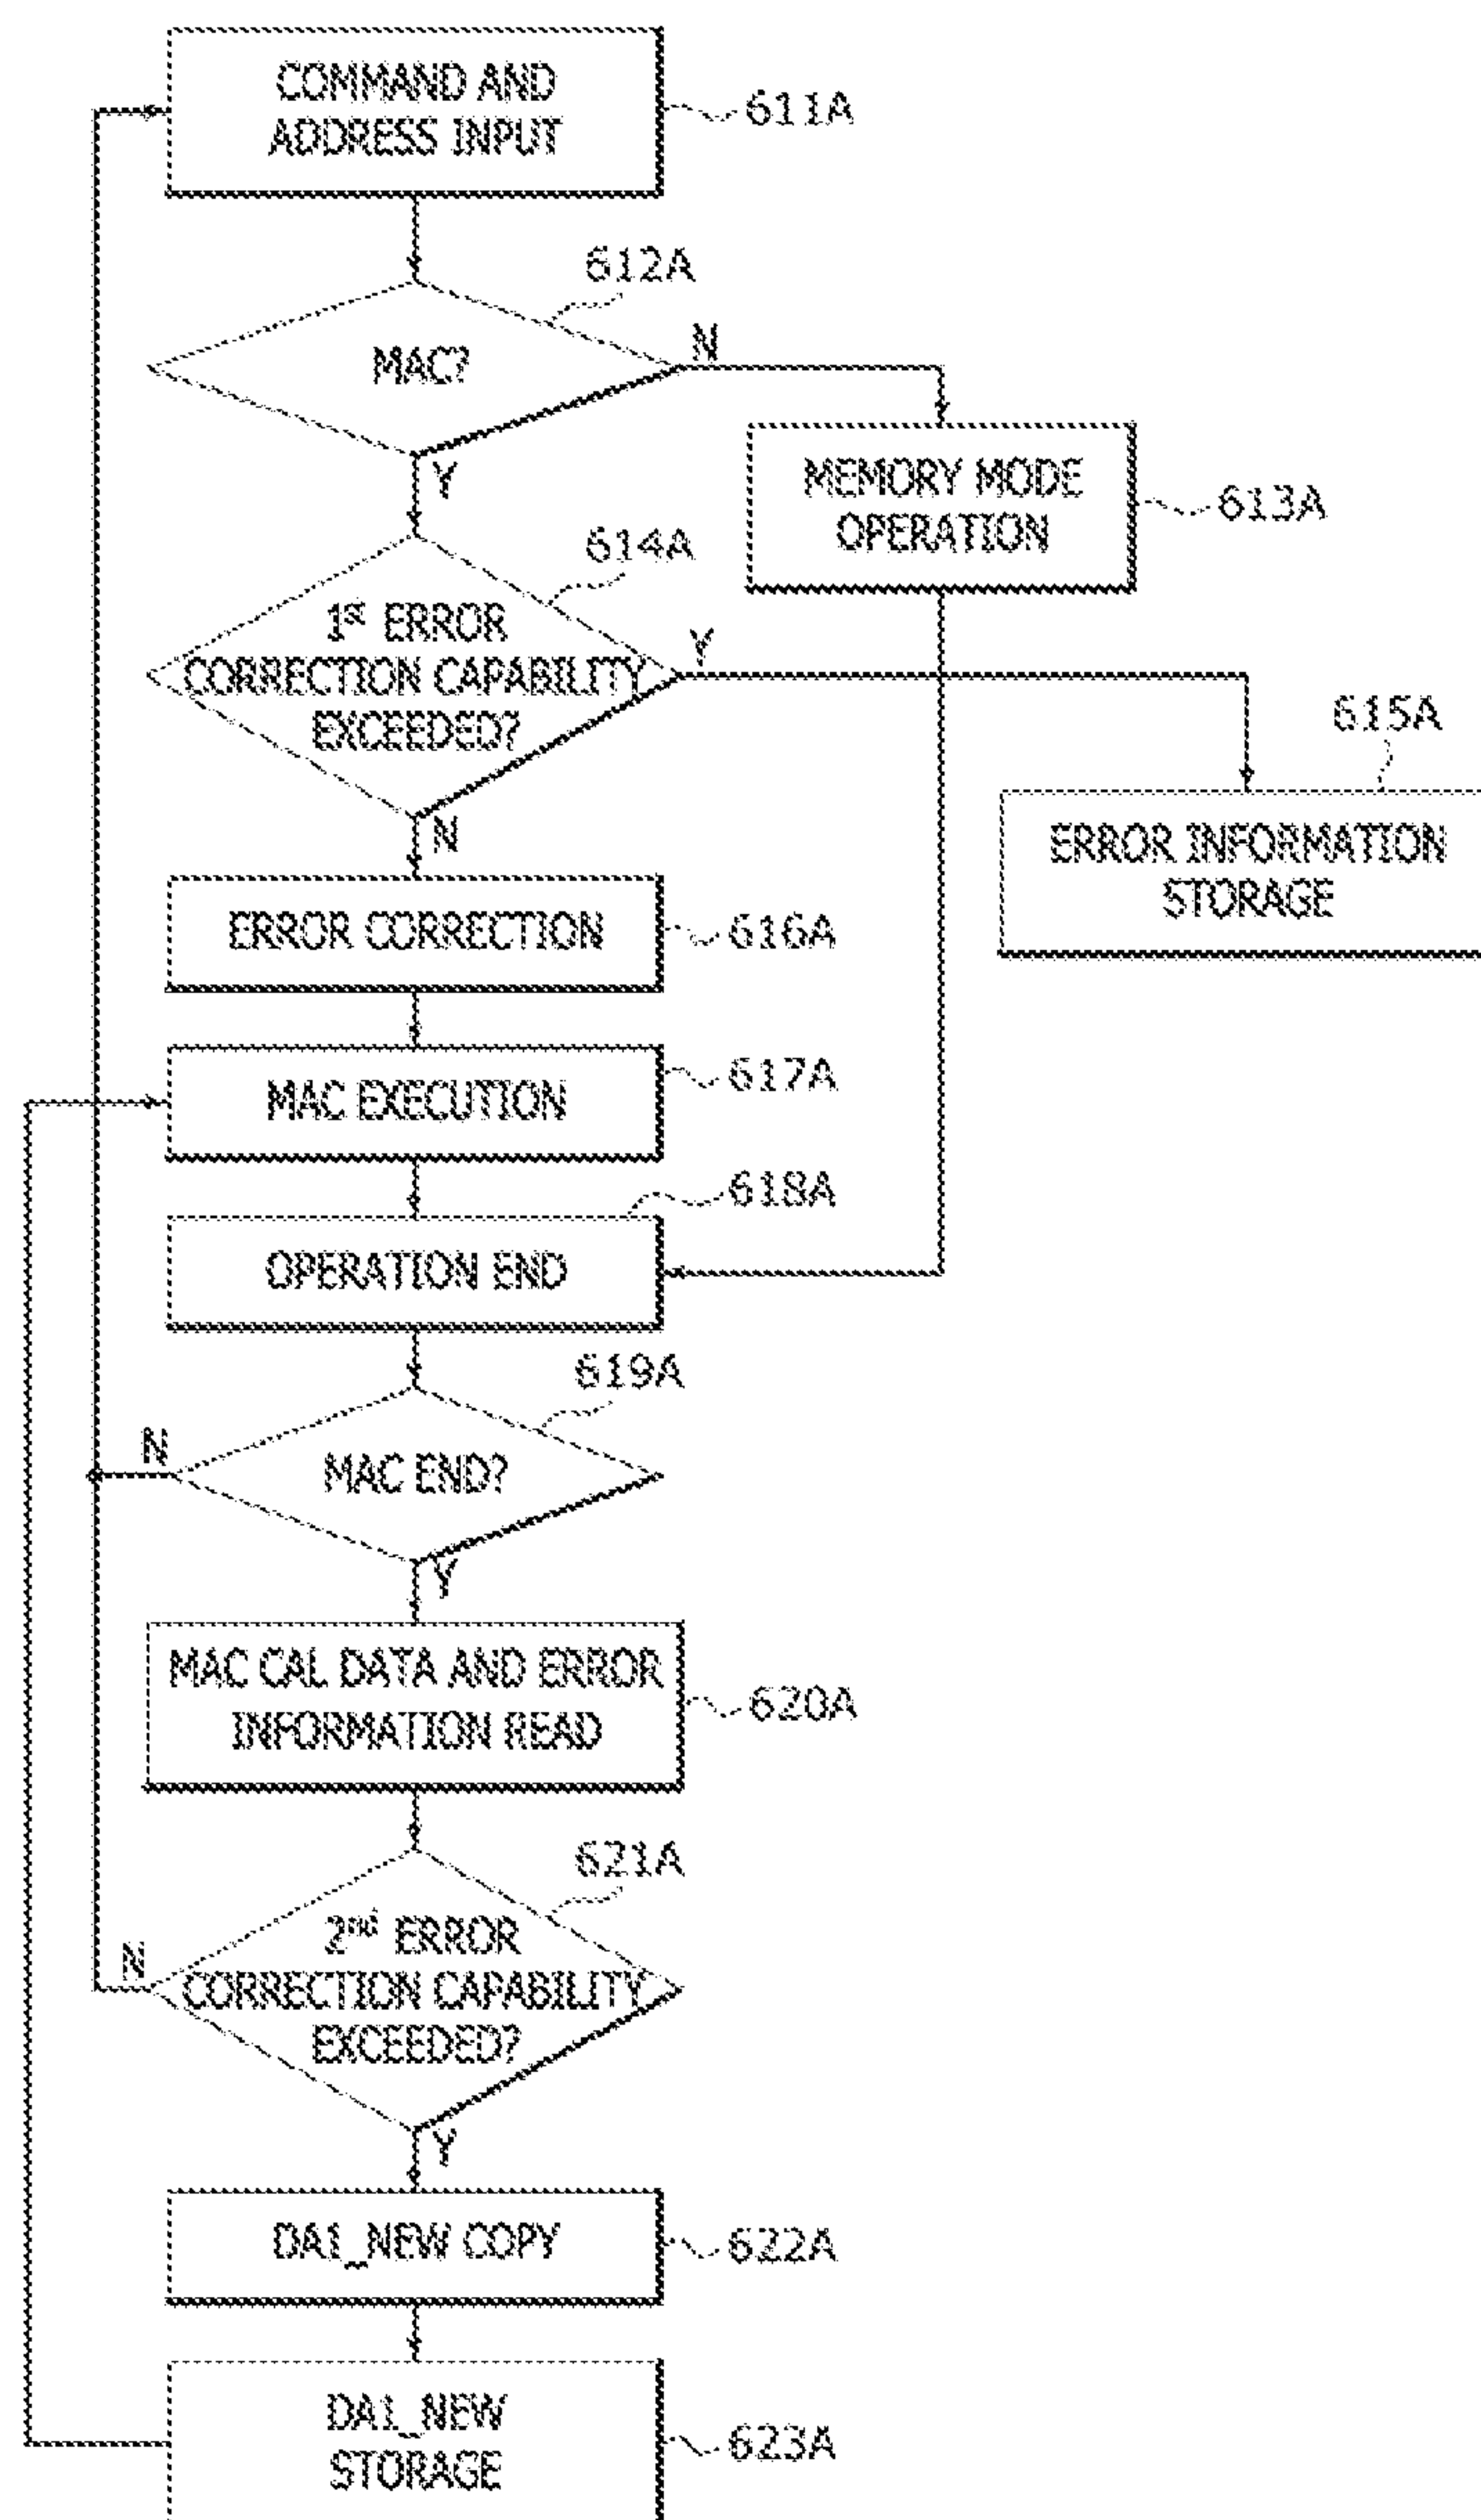 COMMAND AND
ADDRESS INPUT
611A
612A
MAC?
N
Y
MEMORY MODE
OPERATION
613A
614A
1st ERROR
CORRECTION CAPABILITY
EXCEEDED?
Y
N
615A
ERROR INFORMATION
STORAGE
ERROR CORRECTION
616A
MAC EXECUTION
617A
618A
OPERATION END
619A
MAC END?
N
Y
MAC CAL DATA AND ERROR
INFORMATION READ
620A
621A
2nd ERROR
CORRECTION CAPABILITY
EXCEEDED?
N
Y
DA1_NEW COPY
622A
DA1_NEW
STORAGE
623A